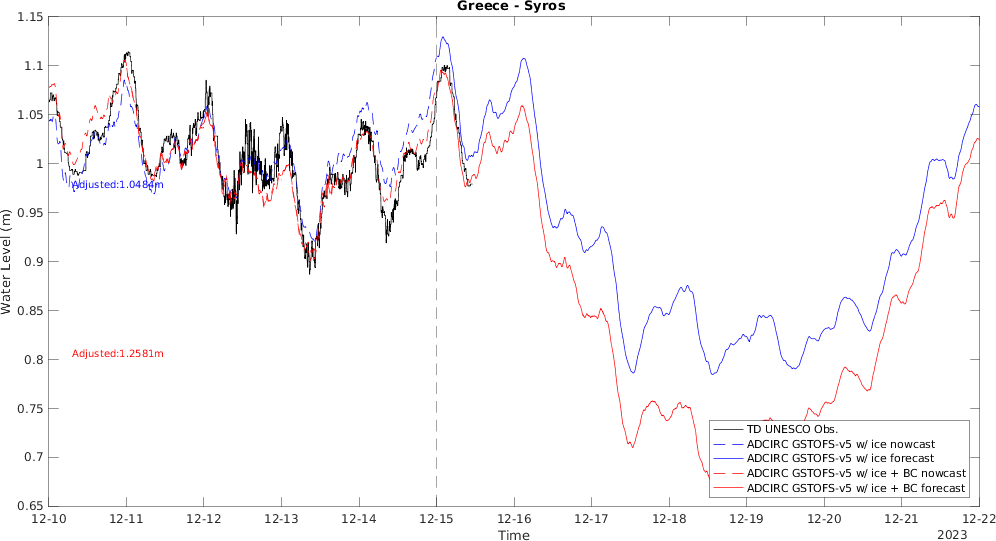 Greece - Syros
1.15
1.1
1.05
1
0.95
0.9
0.85
0.8
0.75
0.7
0.65
Water Level (m)
Adjusted:1.0484m
Adjusted:1.2581m
TD UNESCO Obs.
ADCIRC GSTOFS-v5 w/ ice nowcast
ADCIRC GSTOFS-v5 w/ ice forecast
ADCIRC GSTOFS-v5 w/ ice + BC nowcast
ADCIRC GSTOFS-v5 w/ ice + BC forecast
12-10 12-11 12-12 12-13 12-14 12-15 12-16 12-17 12-18 12-19 12-20 12-21 12-22
Time
2023